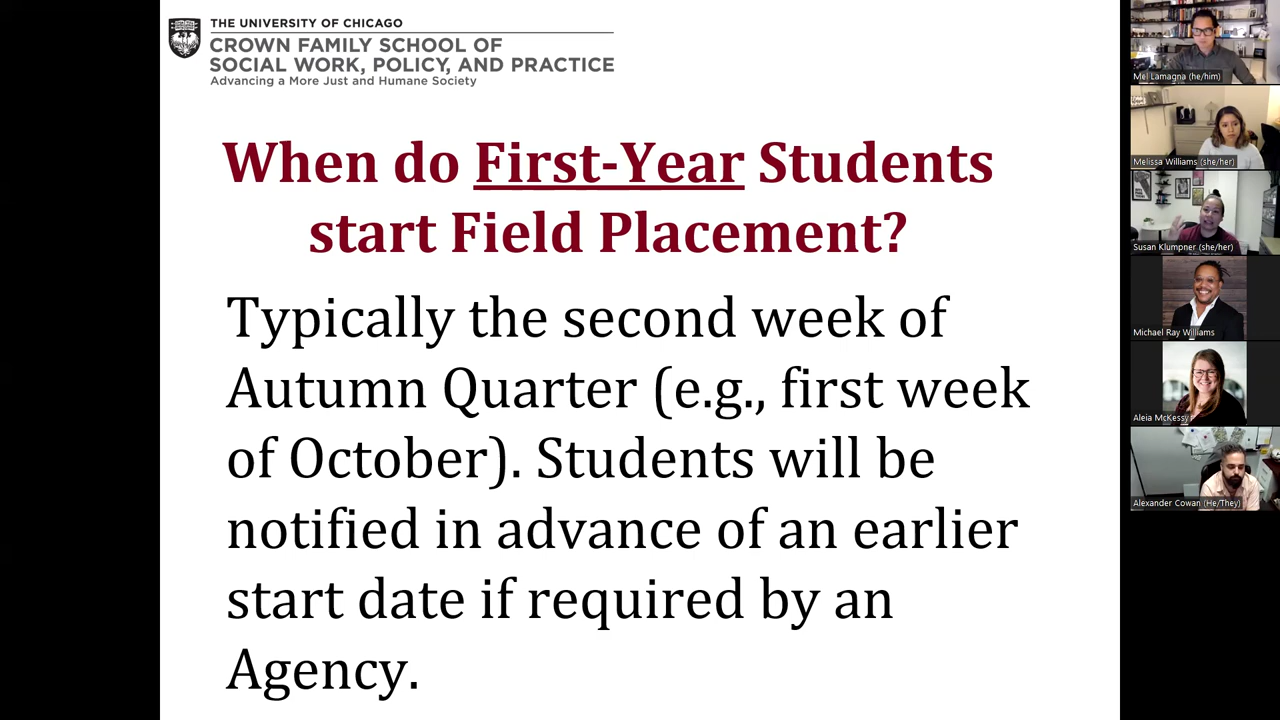 THE UNIVERSITY OF CHICAGO
CROWN FAMILY SCHOOL OF
SOCIAL WORK, POLICY, AND PRACTICE
Advancing a More Just and Humane Society
When do First-Year Students
start Field Placement?
Typically the second week of
Autumn Quarter (e.g., first week
of October). Students will be
notified in advance of an earlier
start date if required by an
Agency.
Mel Lamagna (he/him)
Melissa Williams (she/her)
Susan Klumpner (she/her)
Michael Ray Williams
Aleia McKessy
Alexander Cowan (He/They)